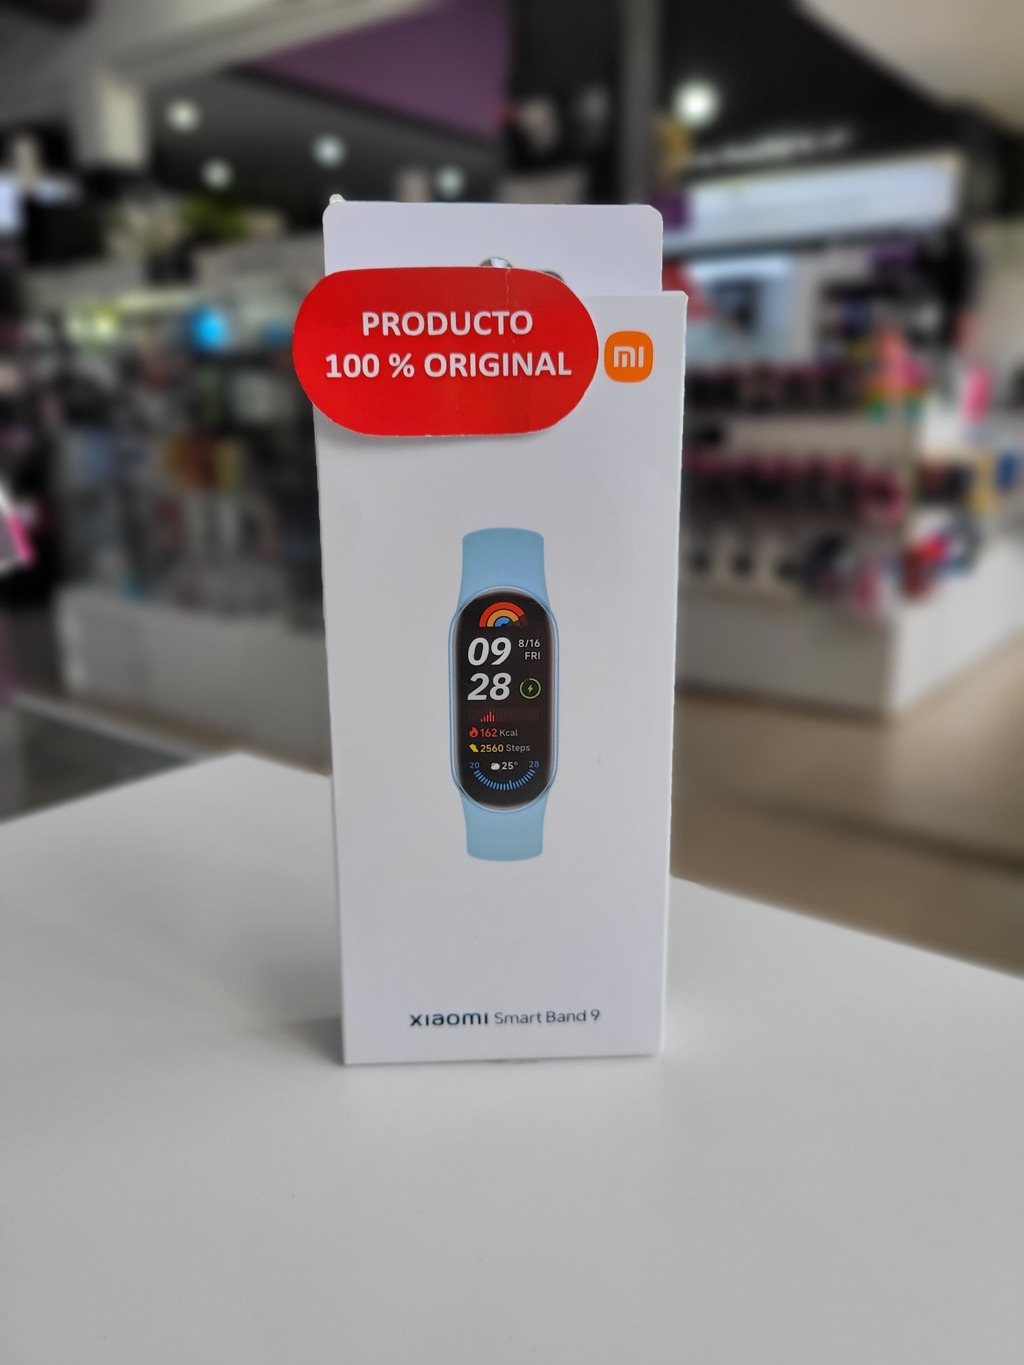 PRODUCTO
100 % ORIGINAL
mi
09
8/16
FRI
28
162 Kcal
2560 Steps
20 25° 28
xiaomi Smart Band 9